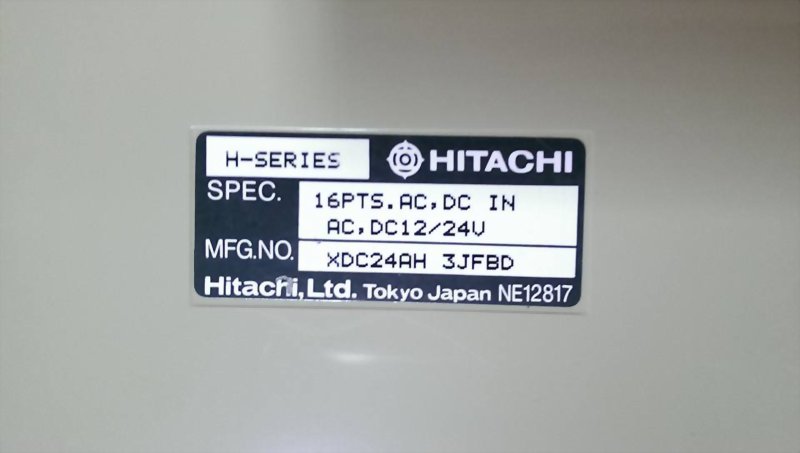 H-SERIES HITACHI
SPEC. 16PTS.AC,DC IN
AC,DC12/24V
MFG.NO. XDC24AH 3JFBD
Hitachi,Ltd. Tokyo Japan NE12817